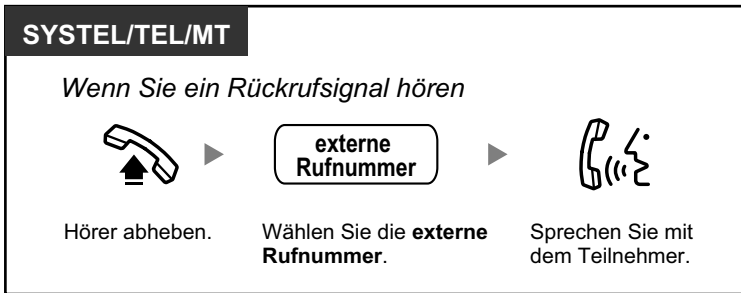 SYSTEL/TEL/MT
Wenn Sie ein Rückrufsignal hören
externe
Rufnummer
Hörer abheben.
Wählen Sie die externe
Rufnummer.
Sprechen Sie mit
dem Teilnehmer.